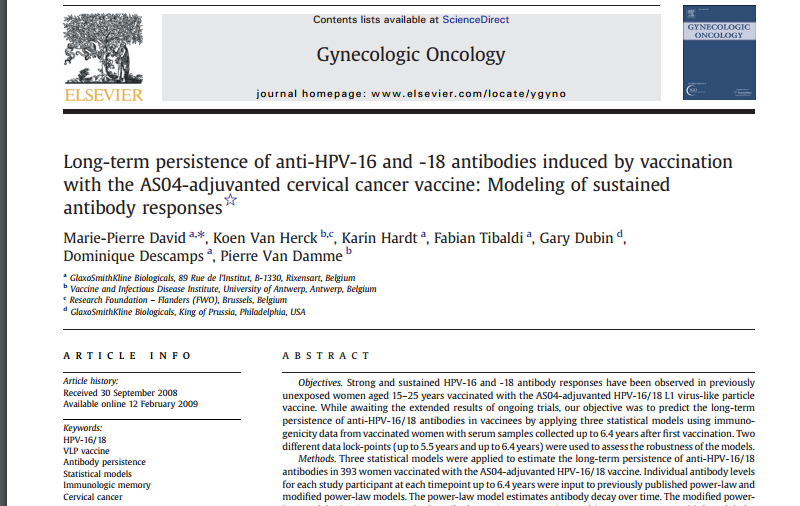 Contents lists available at ScienceDirect
Gynecologic Oncology
journal homepage: www.elsevier.com/locate/ygyno
ELSEVIER
GYNECOLOGIC
ONCOLOGY
Long-term persistence of anti-HPV-16 and -18 antibodies induced by vaccination
with the AS04-adjuvanted cervical cancer vaccine: Modeling of sustained
antibody responses☆
Marie-Pierre David a,*, Koen Van Herck b,c, Karin Hardt a, Fabian Tibaldi a, Gary Dubin d,
Dominique Descamps a, Pierre Van Damme b
a GlaxoSmithKline Biologicals, 89 Rue de l'Institut, B-1330, Rixensart, Belgium
b Vaccine and Infectious Disease Institute, University of Antwerp, Antwerp, Belgium
c Research Foundation – Flanders (FWO), Brussels, Belgium
d GlaxoSmithKline Biologicals, King of Prussia, Philadelphia, USA
ARTICLE INFO
Article history:
Received 30 September 2008
Available online 12 February 2009
Keywords:
HPV-16/18
VLP vaccine
Antibody persistence
Statistical models
Immunologic memory
Cervical cancer
ABSTRACT
Objectives. Strong and sustained HPV-16 and -18 antibody responses have been observed in previously
unexposed women aged 15–25 years vaccinated with the AS04-adjuvanted HPV-16/18 L1 virus-like particle
vaccine. While awaiting the extended results of ongoing trials, our objective was to predict the long-term
persistence of anti-HPV-16/18 antibodies in vaccinees by applying three statistical models using immuno-
genicity data from vaccinated women with serum samples collected up to 6.4 years after first vaccination. Two
different data lock-points (up to 5.5 years and up to 6.4 years) were used to assess the robustness of the models.
Methods. Three statistical models were applied to estimate the long-term persistence of anti-HPV-16/18
antibodies in 393 women vaccinated with the AS04-adjuvanted HPV-16/18 vaccine. Individual antibody levels
for each study participant at each timepoint up to 6.4 years were input to previously published power-law and
modified power-law models. The power-law model estimates antibody decay over time. The modified power-